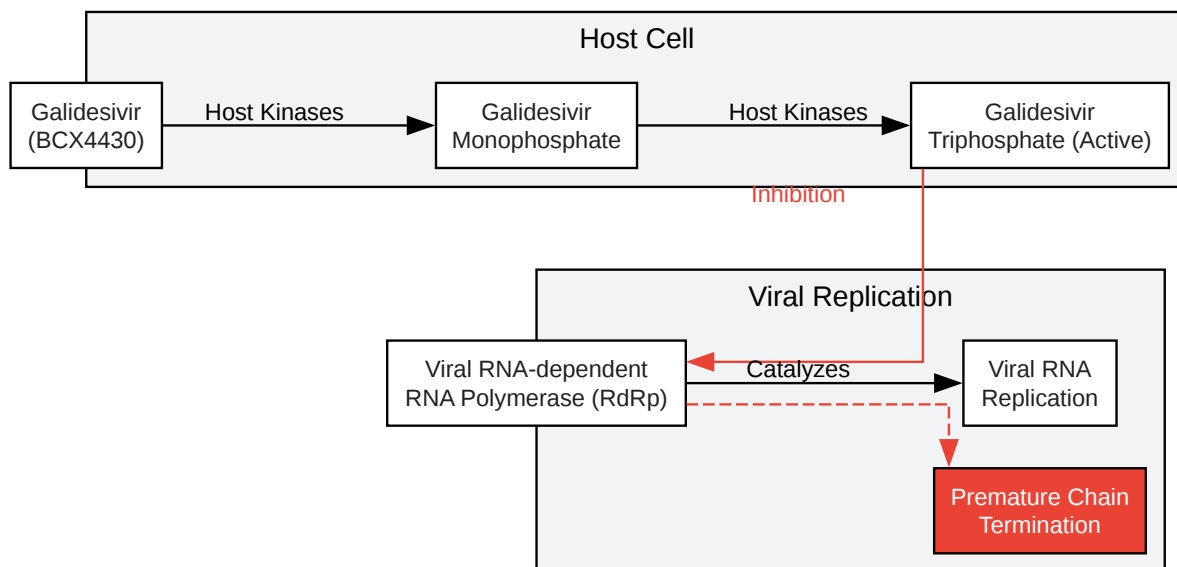 Host Cell
Galidesivir
(BCX4430)
Host Kinases
Galidesivir
Monophosphate
Host Kinases
Galidesivir
Triphosphate (Active)
Inhibition
Viral Replication
Viral RNA-dependent
RNA Polymerase (RdRp)
Catalyzes
Viral RNA
Replication
Premature Chain
Termination